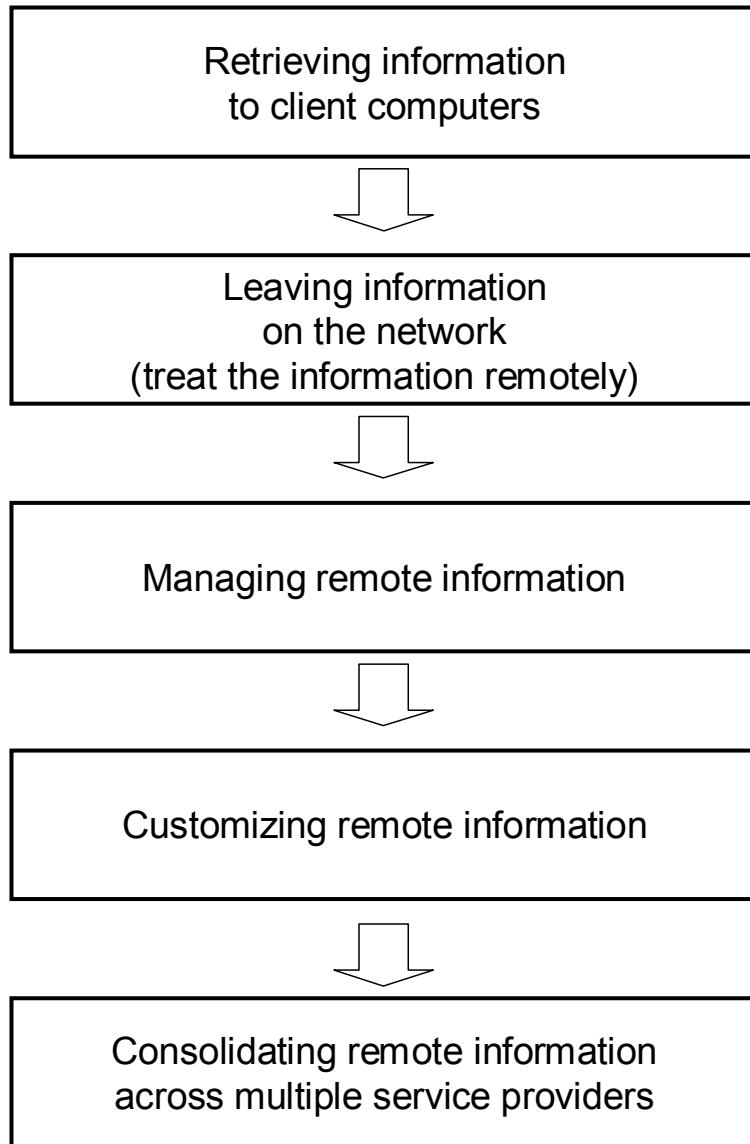 Retrieving information
to client computers
Leaving information
on the network
(treat the information remotely)
Managing remote information
Customizing remote information
Consolidating remote information
across multiple service providers